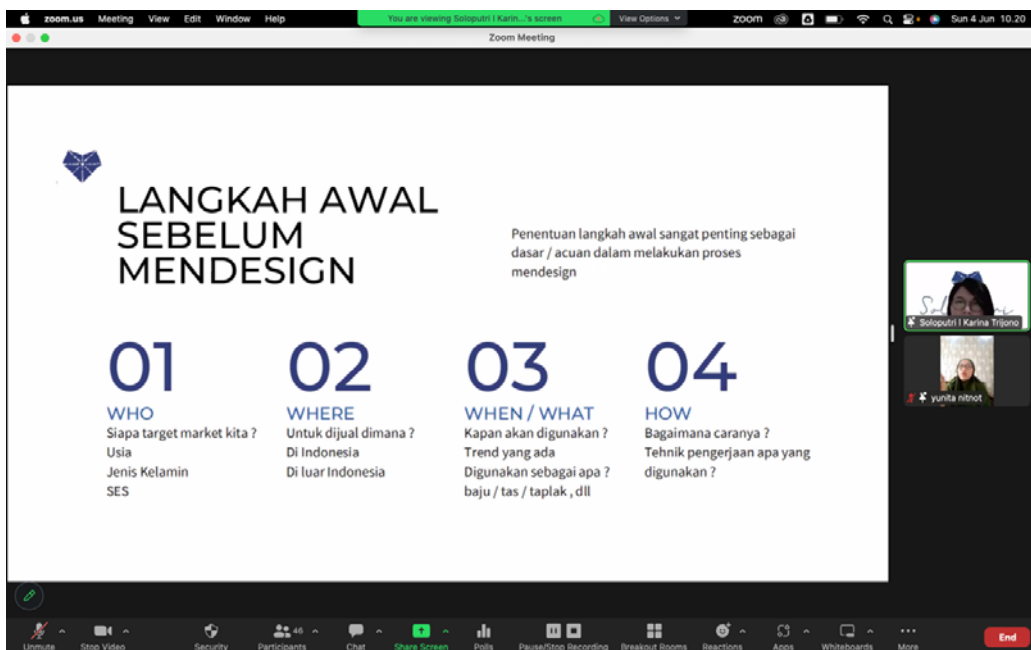 zoom.us Meeting View Edit Window Help
You are viewing Soloputri I Karin...'s screen
View Options
zoom
Sun 4 Jun 10.20
Zoom Meeting
LANGKAH AWAL
SEBELUM
MENDESIGN
Penentuan langkah awal sangat penting sebagai
dasar / acuan dalam melakukan proses
mendesign
01
WHO
Siapa target market kita ?
Usia
Jenis Kelamin
SES
02
WHERE
Untuk dijual dimana ?
Di Indonesia
Di luar Indonesia
03
WHEN / WHAT
Kapan akan digunakan ?
Trend yang ada
Digunakan sebagai apa ?
baju / tas / taplak , dll
04
HOW
Bagaimana caranya ?
Tehnik pengerjaan apa yang
digunakan ?
Soloputri I Karina Trijono
yunita nitnot
Unmute
Stop Video
Security
46
Participants
Chat
Share Screen
Polls
Pause/Stop Recording
Breakout Rooms
Reactions
Apps
Whiteboards
More
End